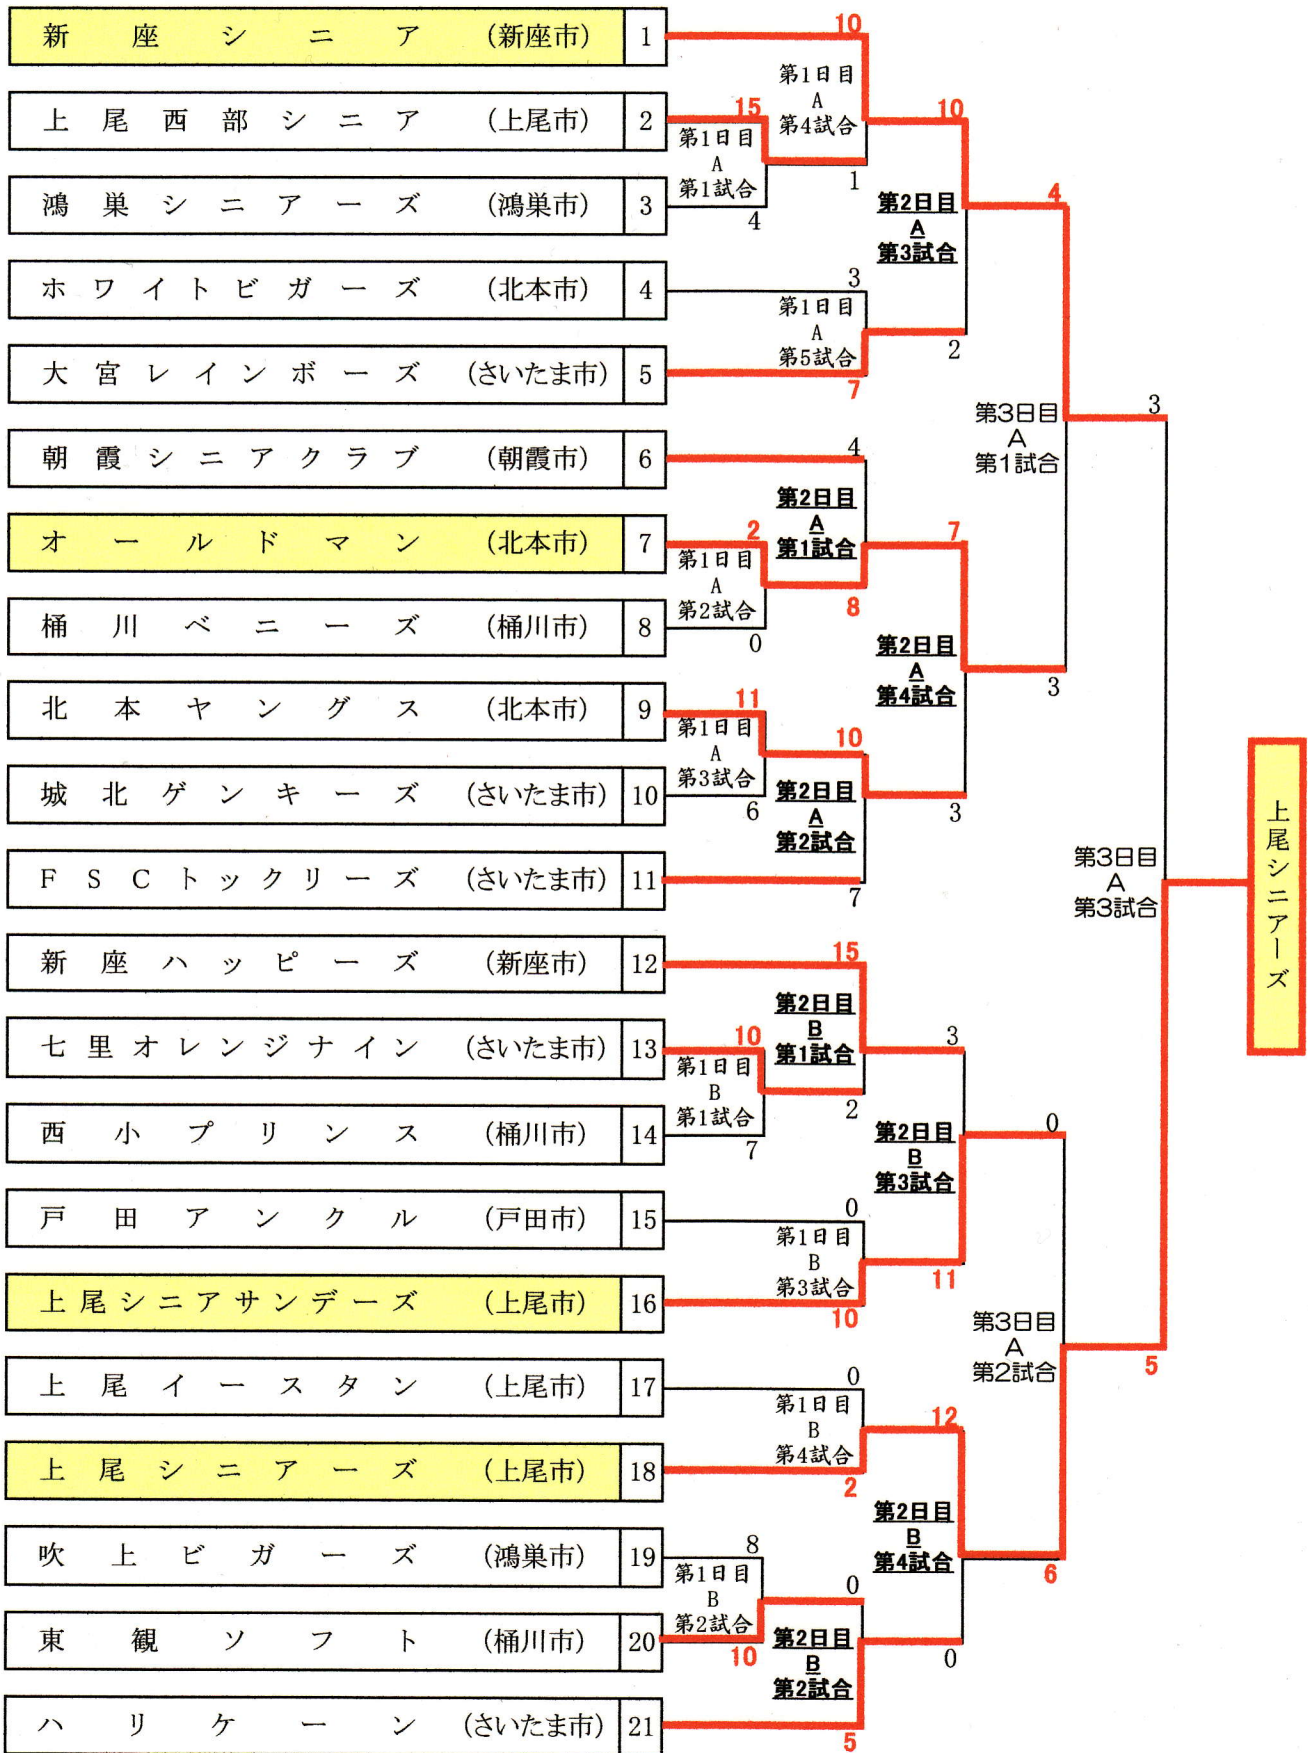 新座シニア (新座市) 1
上尾西部シニア (上尾市) 2
鴻巣シニアーズ (鴻巣市) 3
ホワイトビガーズ (北本市) 4
大宮レインボーズ (さいたま市) 5
朝霞シニアクラブ (朝霞市) 6
オールドマン (北本市) 7
桶川ベニーズ (桶川市) 8
北本ヤングス (北本市) 9
城北ゲンキーズ (さいたま市) 10
FSCトックリーズ (さいたま市) 11
新座ハッピーズ (新座市) 12
七里オレンジナイン (さいたま市) 13
西小プリンス (桶川市) 14
戸田アンクル (戸田市) 15
上尾シニアサンデーズ (上尾市) 16
上尾イースタン (上尾市) 17
上尾シニアーズ (上尾市) 18
吹上ビガーズ (鴻巣市) 19
東観ソフト (桶川市) 20
ハリケーン (さいたま市) 21
15
第1日目
A
第1試合
4
2
第1日目
A
第2試合
0
11
第1日目
A
第3試合
6
10
第1日目
B
第1試合
7
8
第1日目
B
第2試合
10
10
第1日目
A
第4試合
1
3
第1日目
A
第5試合
7
4
第2日目
A
第1試合
8
10
第2日目
A
第2試合
7
15
第2日目
B
第1試合
2
0
第1日目
B
第3試合
10
0
第1日目
B
第4試合
2
0
第2日目
B
第2試合
5
10
第2日目
A
第3試合
2
7
第2日目
A
第4試合
3
3
第2日目
B
第3試合
11
12
第2日目
B
第4試合
0
4
第3日目
A
第1試合
3
0
第3日目
A
第2試合
6
3
第3日目
A
第3試合
5
上尾シニアーズ